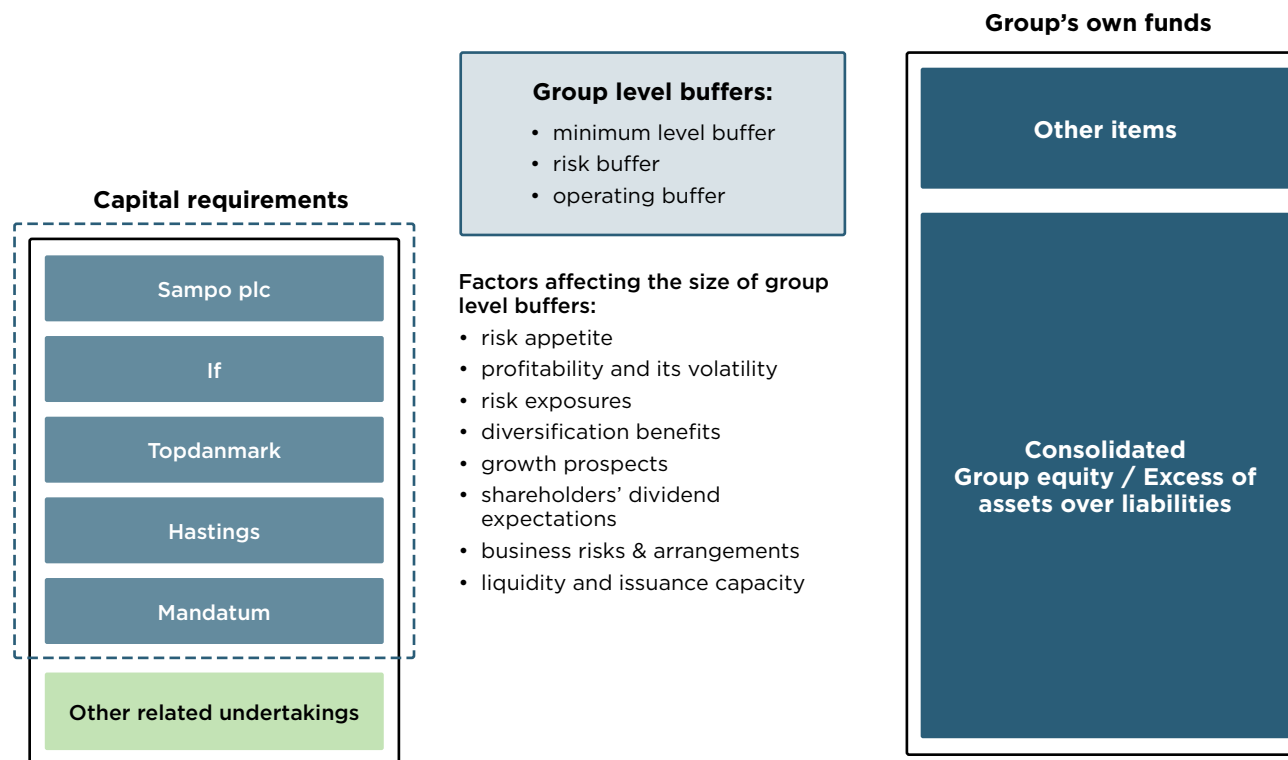 Capital requirements
Sampo plc
If
Topdanmark
Hastings
Mandatum
Other related undertakings
Group level buffers:
• minimum level buffer
• risk buffer
• operating buffer
Factors affecting the size of group
level buffers:
• risk appetite
• profitability and its volatility
• risk exposures
• diversification benefits
• growth prospects
• shareholders’ dividend
expectations
• business risks & arrangements
• liquidity and issuance capacity
Group’s own funds
Other items
Consolidated
Group equity / Excess of
assets over liabilities